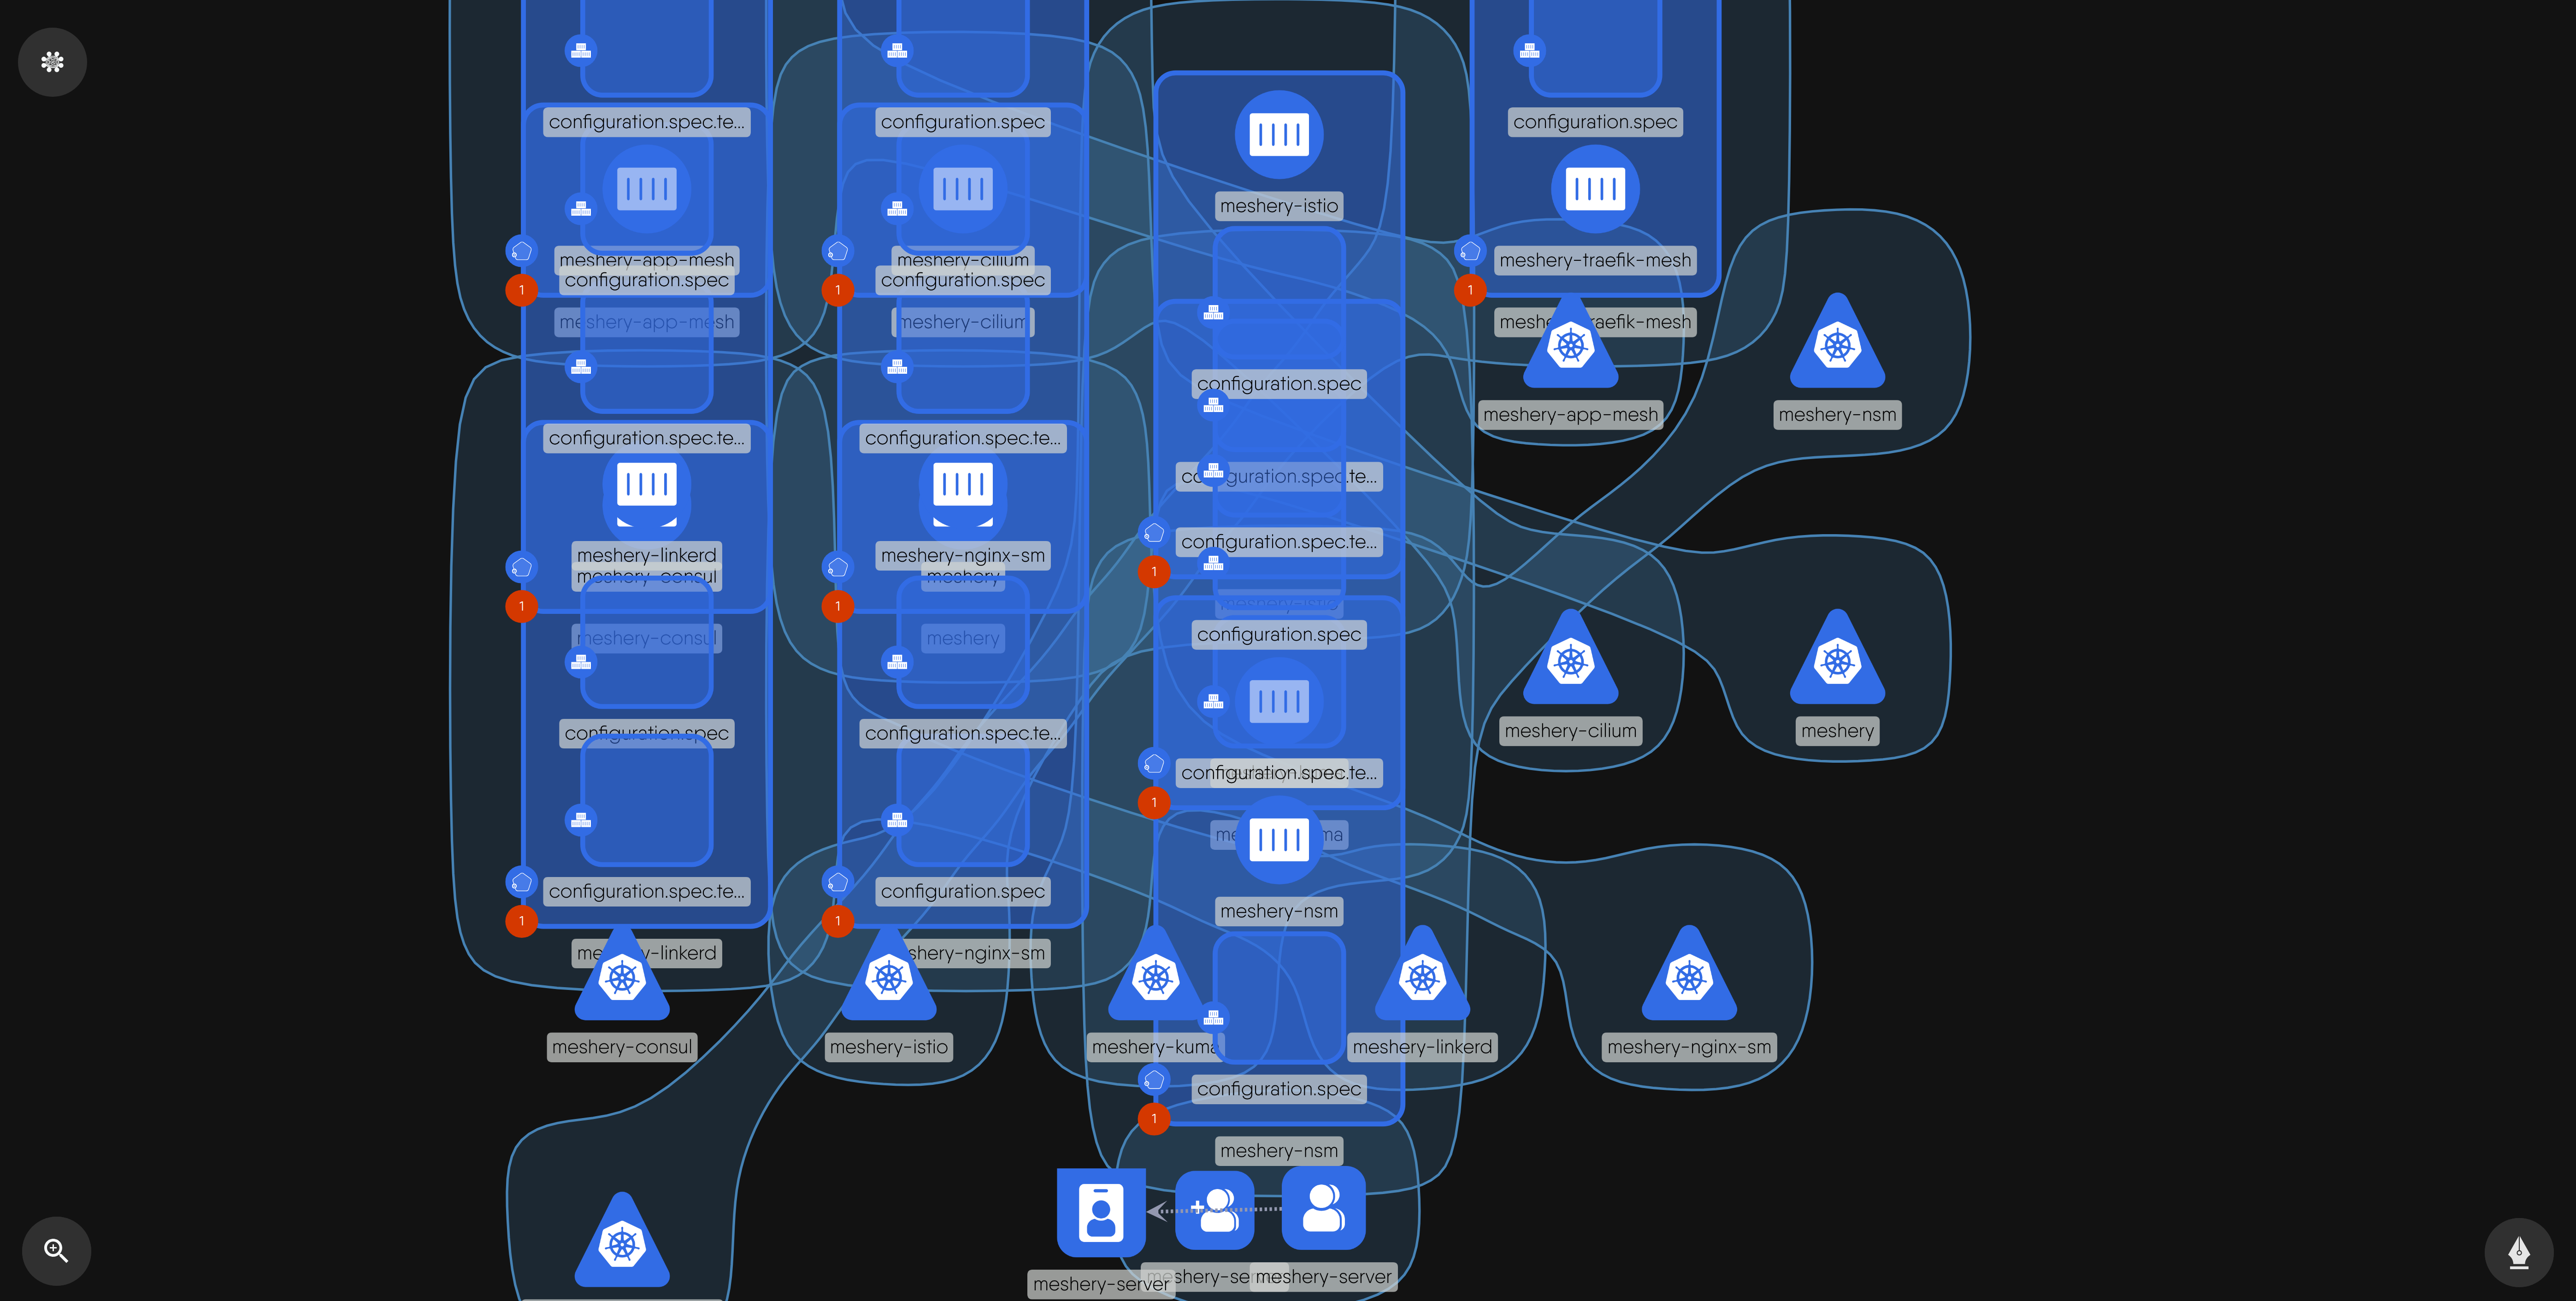 configuration.spec.te...
configuration.spec
configuration.spec
meshery-istio
meshery-app-mesh
meshery-cilium
meshery-traefik-mesh
configuration.spec
configuration.spec
1
1
1
meshery-app-mesh
meshery-cilium
meshery-traefik-mesh
configuration.spec
meshery-app-mesh
meshery-nsm
configuration.spec.te...
configuration.spec.te...
configuration.spec.te...
configuration.spec.te...
meshery-linkerd
meshery-nginx-sm
1
meshery-consul
meshery
1
1
meshery-istio
meshery-consul
meshery
configuration.spec
configuration.spec
configuration.spec.te...
meshery-cilium
meshery
configuration.spec.te...
1
configuration.spec.te...
configuration.spec
meshery-nsm
1
1
meshery-linkerd
meshery-nginx-sm
meshery-consul
meshery-istio
meshery-kuma
meshery-linkerd
meshery-nginx-sm
configuration.spec
1
meshery-nsm
meshery-server
meshery-server